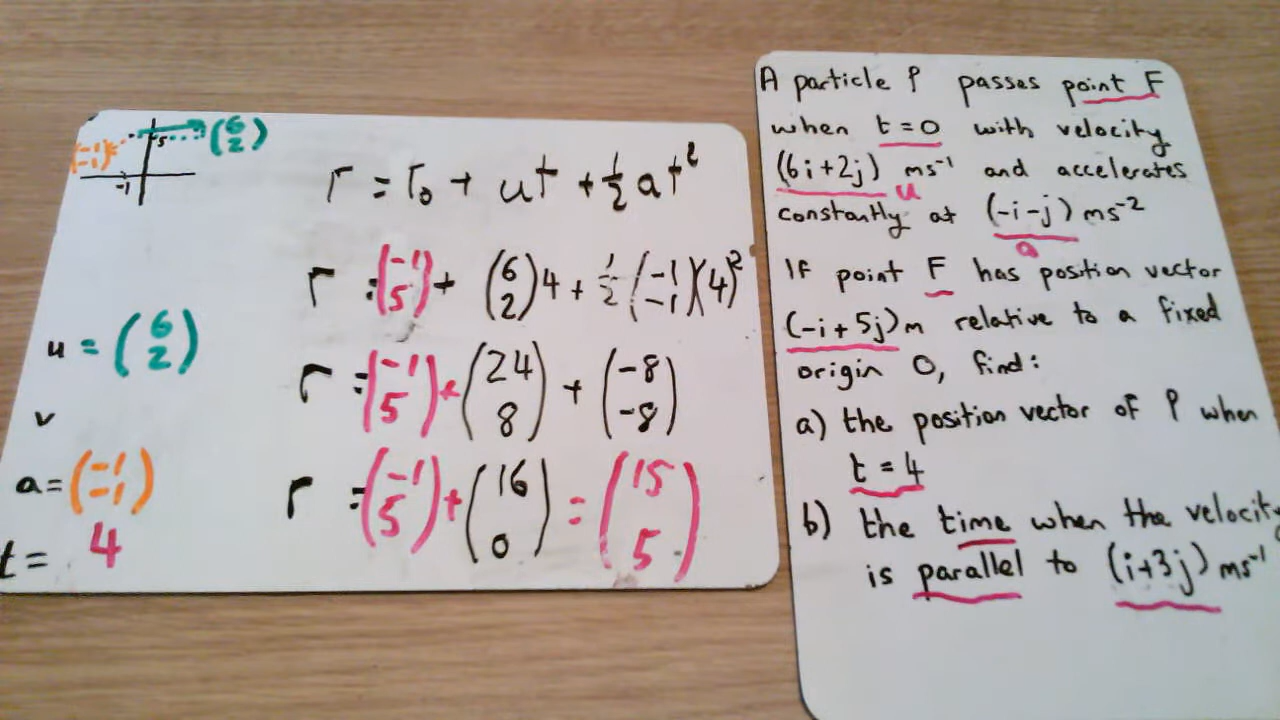 5
-1
(-1 -1)
(6 2)
r = r₀ + ut + ½at²
r = (-1 5) + (6 2)4 + ½(-1 -1)(4)²
u = (6 2)
r = (-1 5) + (24 8) + (-8 -8)
v
a = (-1 -1)
r = (-1 5) + (16 0) = (15 5)
t = 4
A particle P passes point F
when t=0 with velocity
(6i+2j) ms⁻¹ and accelerates
u
constantly at (-i-j) ms⁻²
a
If point F has position vector
(-i+5j)m relative to a fixed
origin O, find:
a) the position vector of P when
t = 4
b) the time when the velocity
is parallel to (i+3j) ms⁻¹